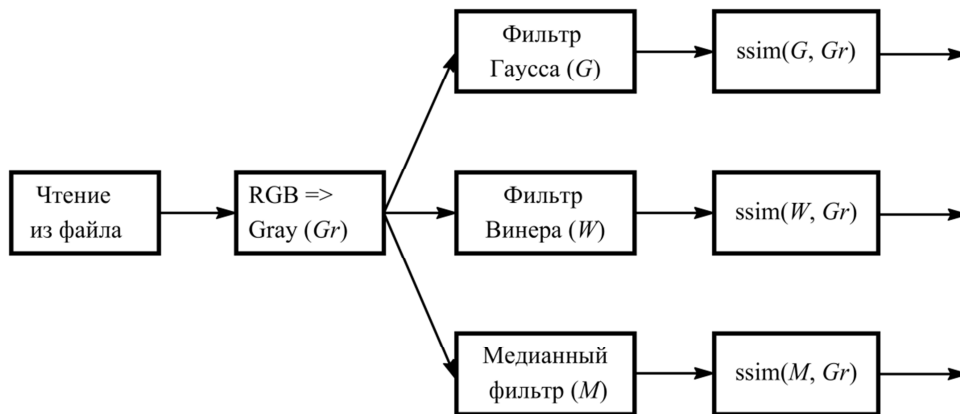 Фильтр
Гаусса (G)
ssim(G, Gr)
Чтение
из файла
RGB =>
Gray (Gr)
Фильтр
Винера (W)
ssim(W, Gr)
Медианный
фильтр (M)
ssim(M, Gr)